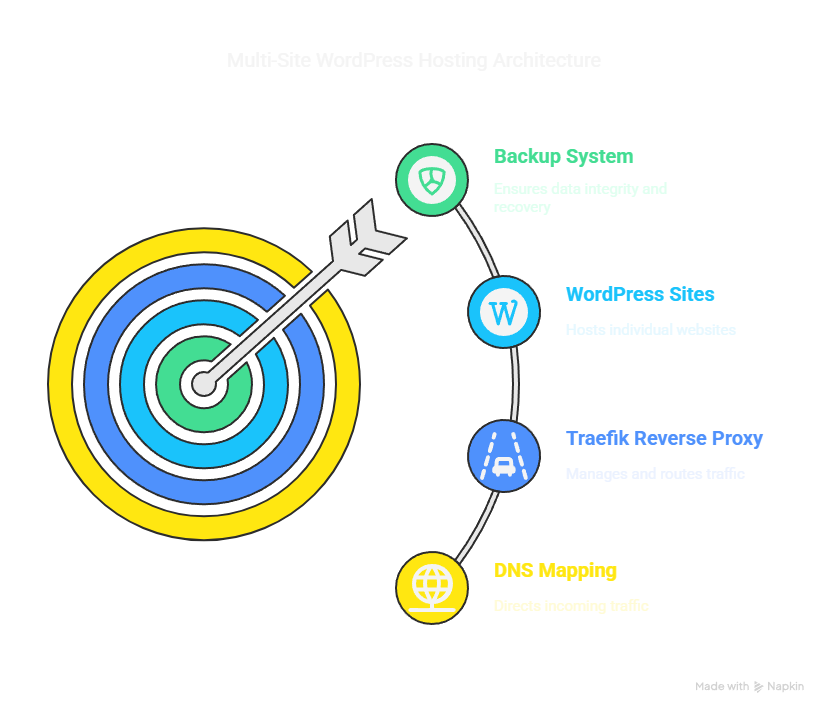 Multi-Site WordPress Hosting Architecture
Backup System
Ensures data integrity and
recovery
WordPress Sites
Hosts individual websites
Traefik Reverse Proxy
Manages and routes traffic
DNS Mapping
Directs incoming traffic
Made with Napkin